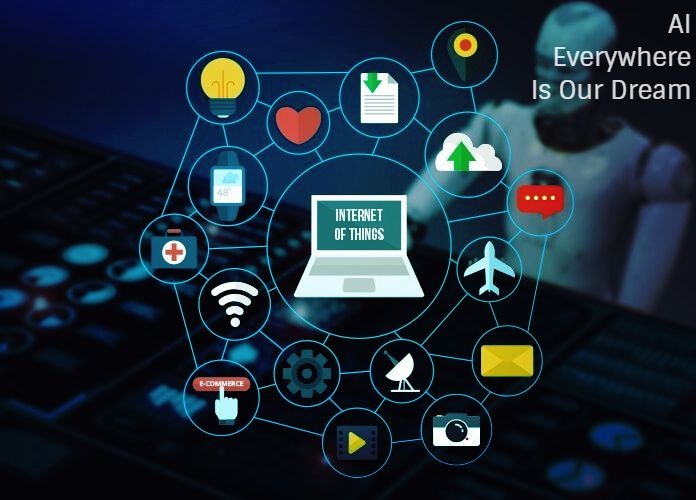 AI
Everywhere
Is Our Dream
INTERNET
OF THINGS
48°
E-COMMERCE